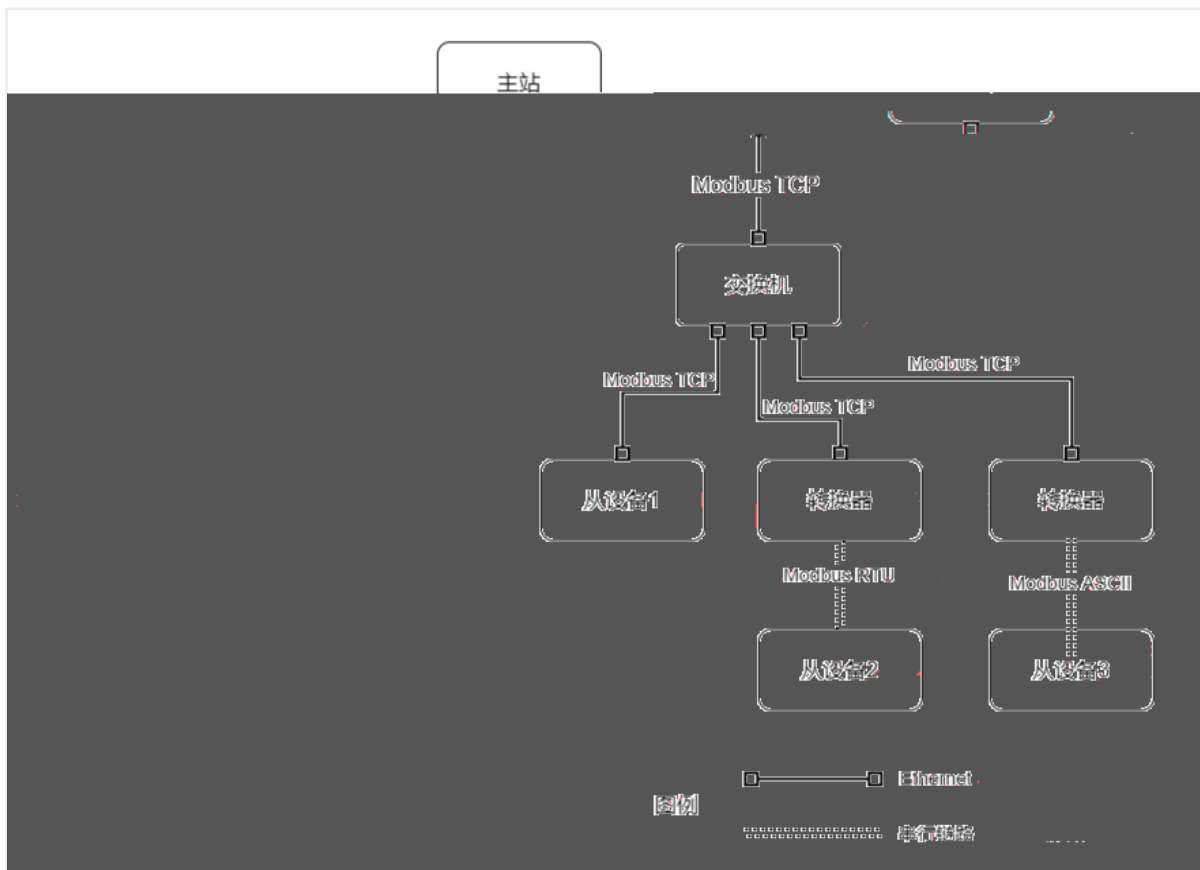 主站
Modbus TCP
交换机
Modbus TCP
Modbus TCP
Modbus TCP
从设备1
转换器
转换器
Modbus RTU
Modbus ASCII
从设备2
从设备3
Ethernet
图例
串行链路